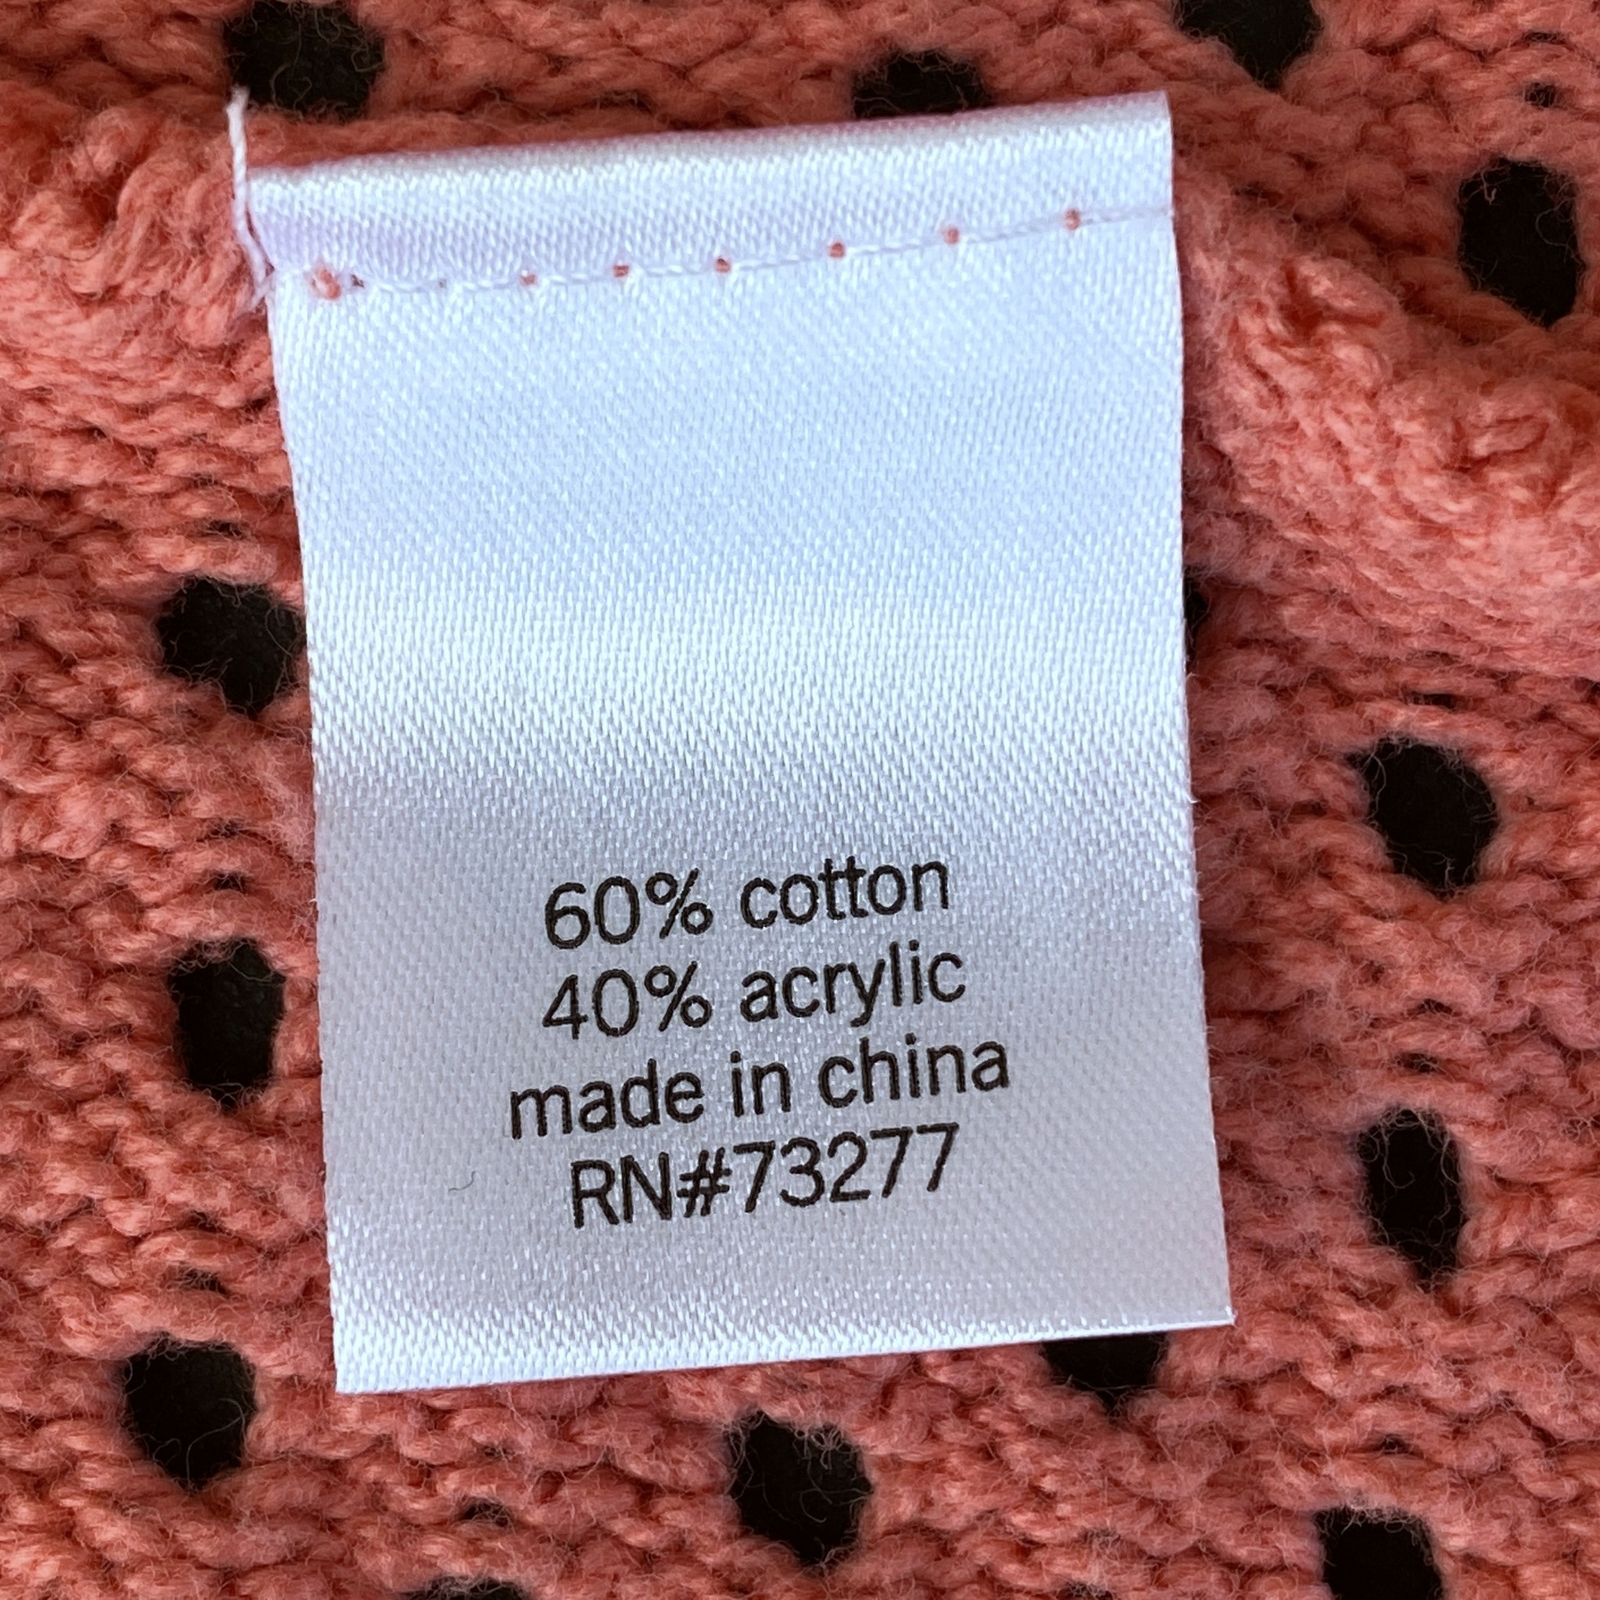 60% cotton
40% acrylic
made in china
RN#73277